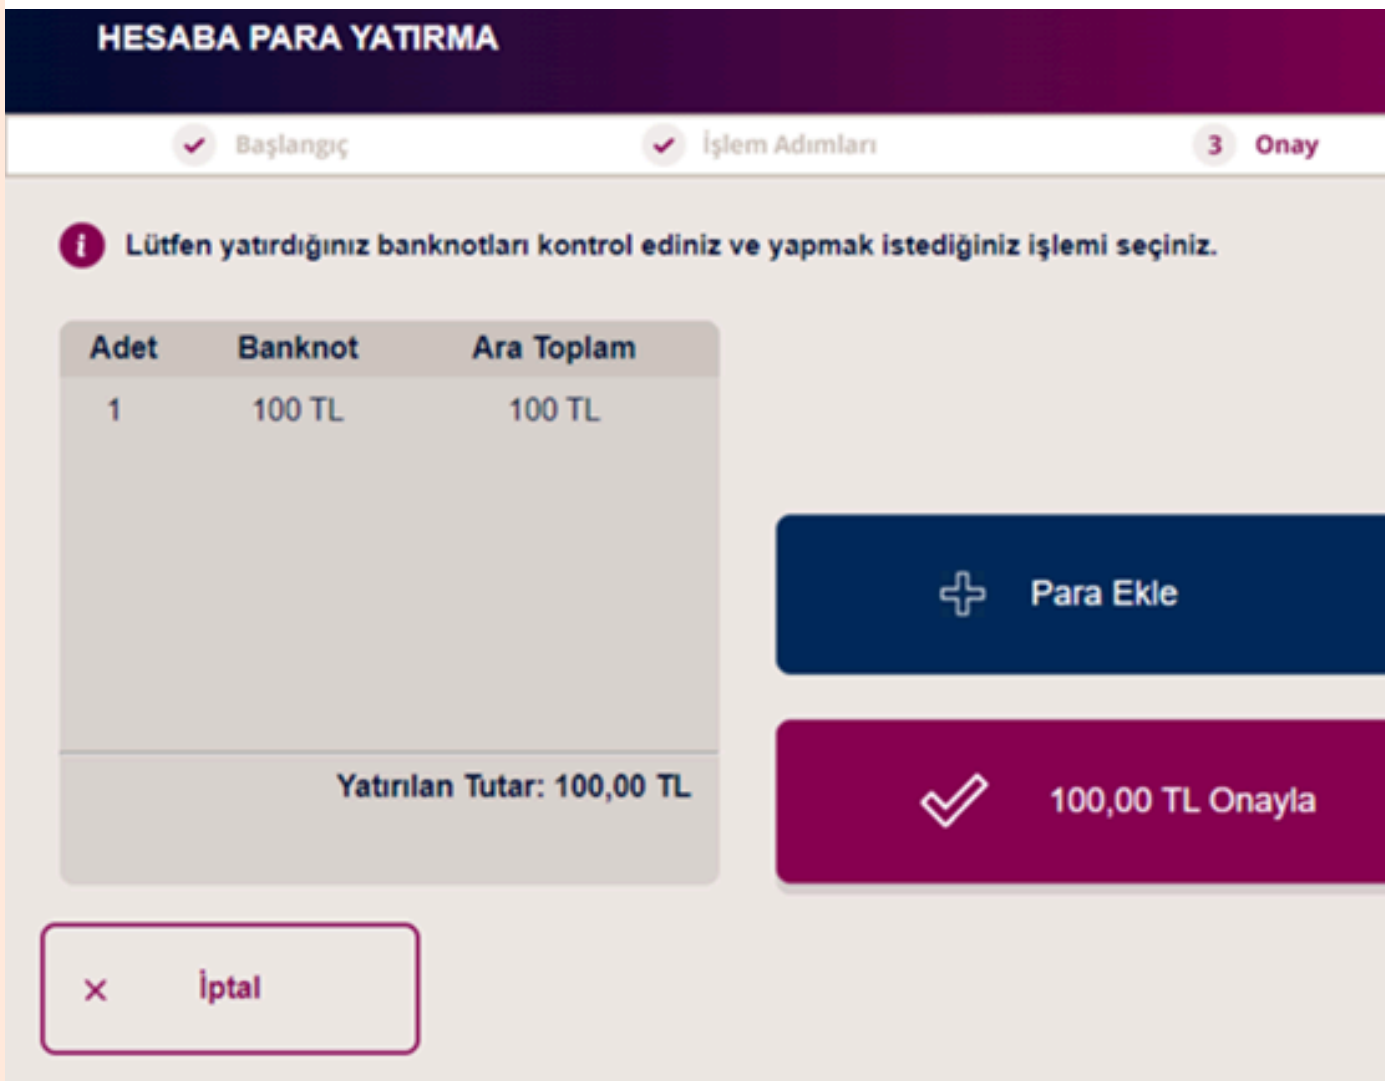 HESABA PARA YATIRMA
Başlangıç
İşlem Adımları
3 Onay
i Lütfen yatırdığınız banknotları kontrol ediniz ve yapmak istediğiniz işlemi seçiniz.
Adet Banknot Ara Toplam
1 100 TL 100 TL
Para Ekle
Yatırılan Tutar: 100,00 TL
100,00 TL Onayla
İptal